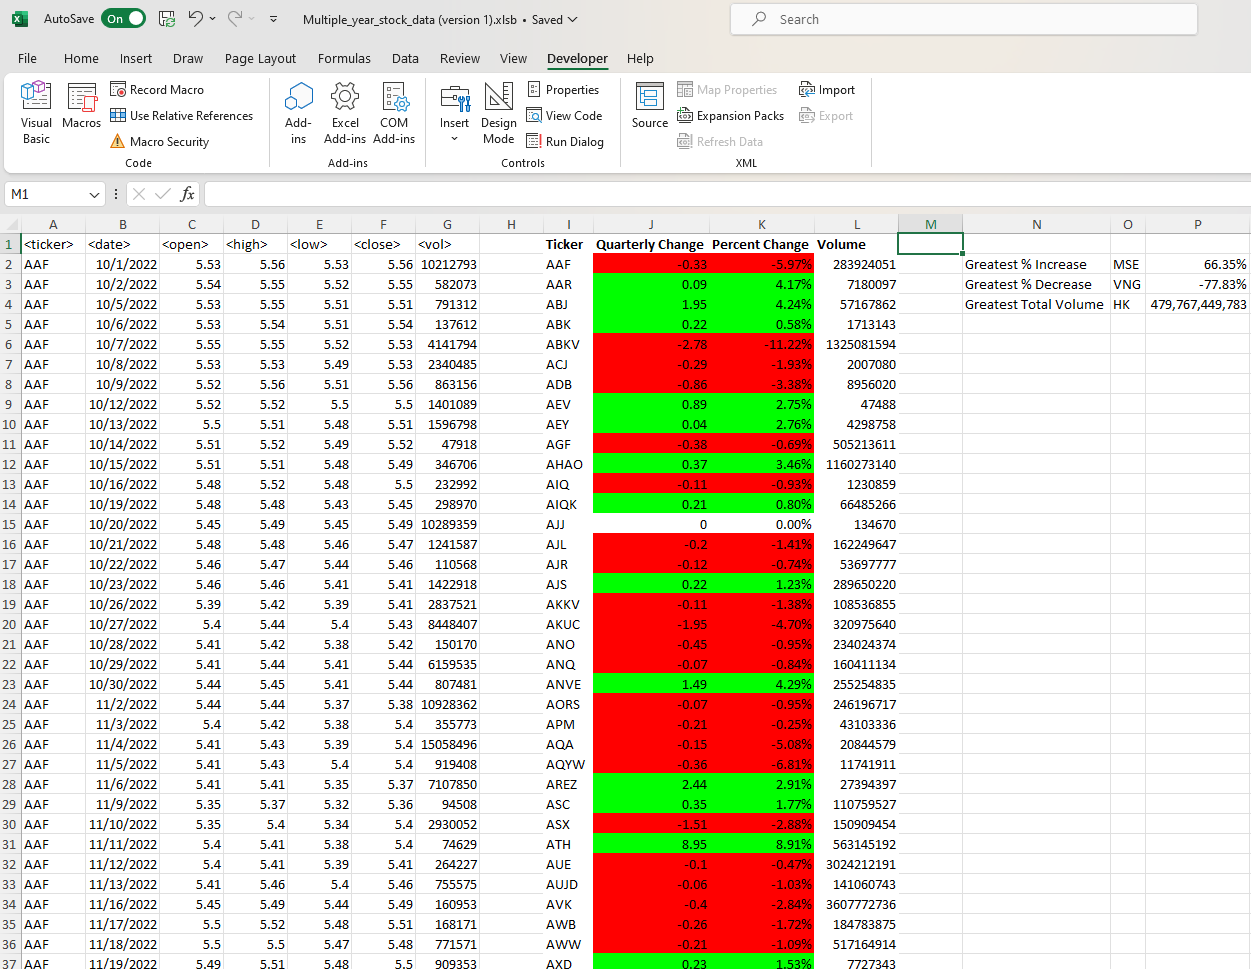 AutoSave On Multiple_year_stock_data (version 1).xlsb • Saved Search
File Home Insert Draw Page Layout Formulas Data Review View Developer Help
Visual Basic
Macros
Record Macro
Use Relative References
Macro Security
Code
Add-ins
Excel Add-ins
COM Add-ins
Add-ins
Insert
Design Mode
Properties
View Code
Run Dialog
Controls
Source
Map Properties
Expansion Packs
Refresh Data
Import
Export
XML
M1 fx
A B C D E F G H I J K L M N O P
1 <ticker> <date> <open> <high> <low> <close> <vol> Ticker Quarterly Change Percent Change Volume
2 AAF 10/1/2022 5.53 5.56 5.53 5.56 10212793 AAF -0.33 -5.97% 283924051 Greatest % Increase MSE 66.35%
3 AAF 10/2/2022 5.54 5.55 5.52 5.55 582073 AAR 0.09 4.17% 7180097 Greatest % Decrease VNG -77.83%
4 AAF 10/5/2022 5.53 5.55 5.51 5.51 791312 ABJ 1.95 4.24% 57167862 Greatest Total Volume HK 479,767,449,783
5 AAF 10/6/2022 5.53 5.54 5.51 5.54 137612 ABK 0.22 0.58% 1713143
6 AAF 10/7/2022 5.55 5.55 5.52 5.53 4141794 ABKV -2.78 -11.22% 1325081594
7 AAF 10/8/2022 5.53 5.53 5.49 5.53 2340485 ACJ -0.29 -1.93% 2007080
8 AAF 10/9/2022 5.52 5.56 5.51 5.56 863156 ADB -0.86 -3.38% 8956020
9 AAF 10/12/2022 5.52 5.52 5.5 5.5 1401089 AEV 0.89 2.75% 47488
10 AAF 10/13/2022 5.5 5.51 5.48 5.51 1596798 AEY 0.04 2.76% 4298758
11 AAF 10/14/2022 5.51 5.52 5.49 5.52 47918 AGF -0.38 -0.69% 505213611
12 AAF 10/15/2022 5.51 5.51 5.48 5.49 346706 AHAO 0.37 3.46% 1160273140
13 AAF 10/16/2022 5.48 5.52 5.48 5.5 232992 AIQ -0.11 -0.93% 1230859
14 AAF 10/19/2022 5.48 5.48 5.43 5.45 298970 AIQK 0.21 0.80% 66485266
15 AAF 10/20/2022 5.45 5.49 5.45 5.49 10289359 AJJ 0 0.00% 134670
16 AAF 10/21/2022 5.48 5.48 5.46 5.47 1241587 AJL -0.2 -1.41% 162249647
17 AAF 10/22/2022 5.46 5.47 5.44 5.46 110568 AJR -0.12 -0.74% 53697777
18 AAF 10/23/2022 5.46 5.46 5.41 5.41 1422918 AJS 0.22 1.23% 289650220
19 AAF 10/26/2022 5.39 5.42 5.39 5.41 2837521 AKKV -0.11 -1.38% 108536855
20 AAF 10/27/2022 5.4 5.44 5.4 5.43 8448407 AKUC -1.95 -4.70% 320975640
21 AAF 10/28/2022 5.41 5.42 5.38 5.42 150170 ANO -0.45 -0.95% 234024374
22 AAF 10/29/2022 5.41 5.44 5.41 5.44 6159535 ANQ -0.07 -0.84% 160411134
23 AAF 10/30/2022 5.44 5.45 5.41 5.44 807481 ANVE 1.49 4.29% 255254835
24 AAF 11/2/2022 5.44 5.44 5.37 5.38 10928362 AORS -0.07 -0.95% 246196717
25 AAF 11/3/2022 5.4 5.42 5.38 5.4 355773 APM -0.21 -0.25% 43103336
26 AAF 11/4/2022 5.41 5.43 5.39 5.4 15058496 AQA -0.15 -5.08% 20844579
27 AAF 11/5/2022 5.41 5.43 5.4 5.4 919408 AQYW -0.36 -6.81% 11741911
28 AAF 11/6/2022 5.41 5.41 5.35 5.37 7107850 AREZ 2.44 2.91% 27394397
29 AAF 11/9/2022 5.35 5.37 5.32 5.36 94508 ASC 0.35 1.77% 110759527
30 AAF 11/10/2022 5.35 5.4 5.34 5.4 2930052 ASX -1.51 -2.88% 150909454
31 AAF 11/11/2022 5.4 5.41 5.38 5.4 74629 ATH 8.95 8.91% 563145192
32 AAF 11/12/2022 5.4 5.41 5.39 5.41 264227 AUE -0.1 -0.47% 3024212191
33 AAF 11/13/2022 5.41 5.46 5.4 5.46 755575 AUJD -0.06 -1.03% 141060743
34 AAF 11/16/2022 5.45 5.49 5.44 5.49 160953 AVK -0.4 -2.84% 3607772736
35 AAF 11/17/2022 5.5 5.52 5.48 5.51 168171 AWB -0.26 -1.72% 184783875
36 AAF 11/18/2022 5.5 5.5 5.47 5.48 771571 AWW -0.21 -1.09% 517164914
37 AAF 11/19/2022 5.49 5.51 5.48 5.5 909353 AXD 0.23 1.53% 7727343